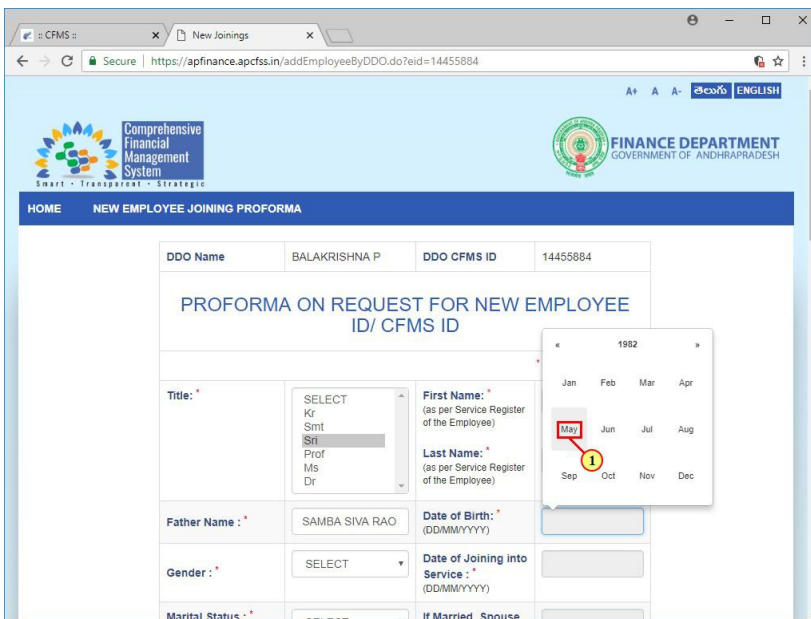 :: CFMS ::
New Joinings
Secure | https://apfinance.apcfss.in/addEmployeeByDDO.do?eid=14455884
A+ A A- తెలుగు ENGLISH
Comprehensive
Financial
Management
System
Smart • Transparent • Strategic
FINANCE DEPARTMENT
GOVERNMENT OF ANDHRAPRADESH
HOME NEW EMPLOYEE JOINING PROFORMA
DDO Name BALAKRISHNA P DDO CFMS ID 14455884
PROFORMA ON REQUEST FOR NEW EMPLOYEE
ID/ CFMS ID
« 1982 »
Jan Feb Mar Apr
May Jun Jul Aug
1
Sep Oct Nov Dec
*
Title: *
SELECT
Kr
Smt
Sri
Prof
Ms
Dr
First Name: *
(as per Service Register
of the Employee)
Last Name: *
(as per Service Register
of the Employee)
Father Name : * SAMBA SIVA RAO
Date of Birth: *
(DD/MM/YYYY)
Gender : * SELECT
Date of Joining into
Service : *
(DD/MM/YYYY)
Marital Status : * SELECT
If Married, Spouse